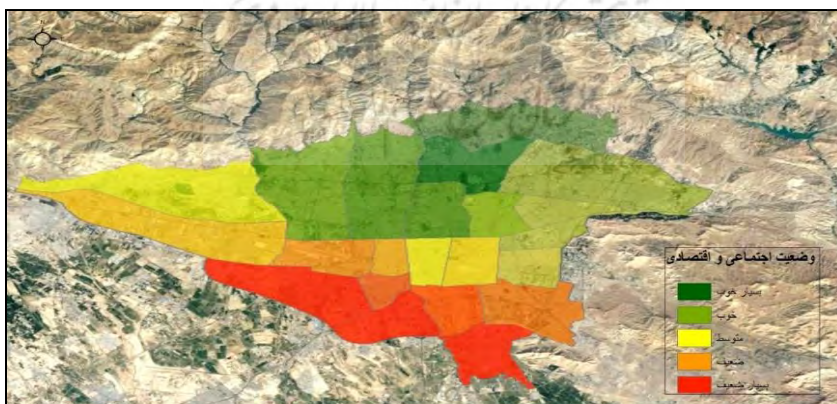 وضعیت اجتماعی و اقتصادی
بسیار خوب
خوب
متوسط
ضعیف
بسیار ضعیف